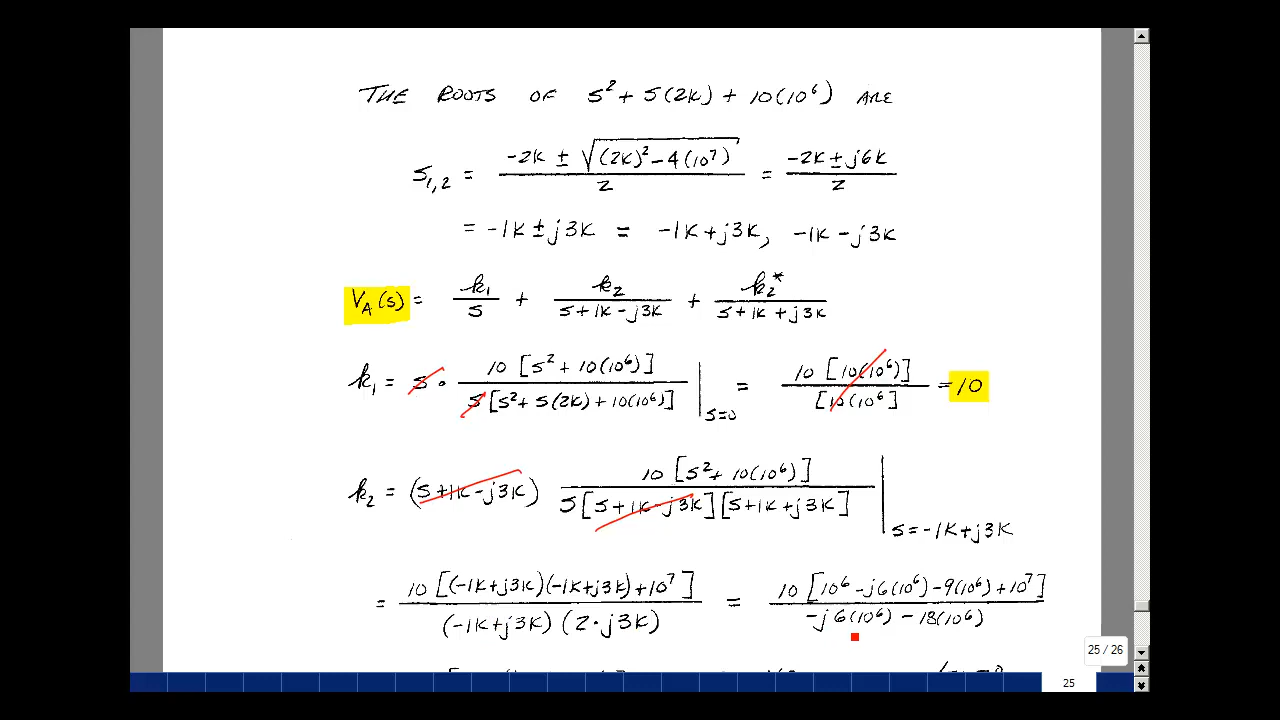 THE ROOTS OF s² + s(2K) + 10(10⁶) ARE
s₁,₂ = (-2K ± √((2K)² - 4(10⁷))) / 2 = (-2K ± j6K) / 2
= -1K ± j3K = -1K + j3K, -1K - j3K
V_A(s) = k₁ / s + k₂ / (s + 1K - j3K) + k₂* / (s + 1K + j3K)
k₁ = s · 10 [s² + 10(10⁶)] / s [s² + s(2K) + 10(10⁶)] |s=0 = 10 [10(10⁶)] / [10(10⁶] = 10
k₂ = (s + 1K - j3K) 10 [s² + 10(10⁶)] / s [s + 1K - j3K] [s + 1K + j3K] |s = -1K + j3K
= 10 [(-1K + j3K)(-1K + j3K) + 10⁷] / (-1K + j3K) (2 · j3K) = 10 [10⁶ - j6(10⁶) - 9(10⁶) + 10⁷] / -j6(10⁶) - 18(10⁶)
25 / 26
25